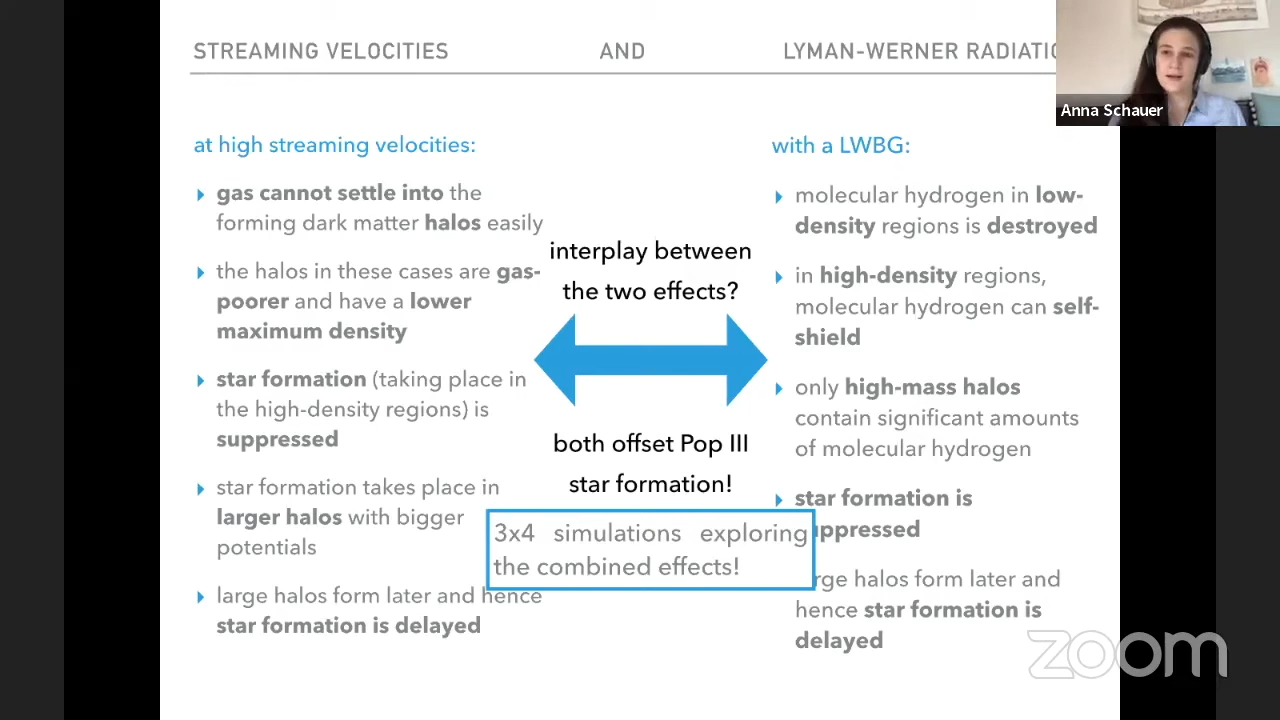 STREAMING VELOCITIES AND LYMAN-WERNER RADIATIO
Anna Schauer
at high streaming velocities:
gas cannot settle into the
forming dark matter halos easily
the halos in these cases are gas-
poorer and have a lower
maximum density
star formation (taking place in
the high-density regions) is
suppressed
star formation takes place in
larger halos with bigger
potentials
large halos form later and hence
star formation is delayed
interplay between
the two effects?
both offset Pop III
star formation!
3x4 simulations exploring
the combined effects!
with a LWBG:
molecular hydrogen in low-
density regions is destroyed
in high-density regions,
molecular hydrogen can self-
shield
only high-mass halos
contain significant amounts
of molecular hydrogen
star formation is
uppressed
rge halos form later and
hence star formation is
delayed
zoom